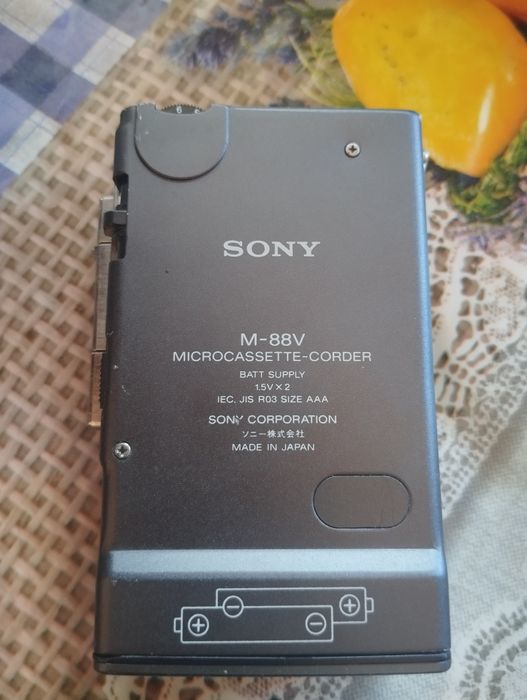 SONY
M-88V
MICROCASSETTE-CORDER
BATT SUPPLY
1.5V×2
IEC. JIS R03 SIZE AAA
SONY CORPORATION
ソニー株式会社
MADE IN JAPAN